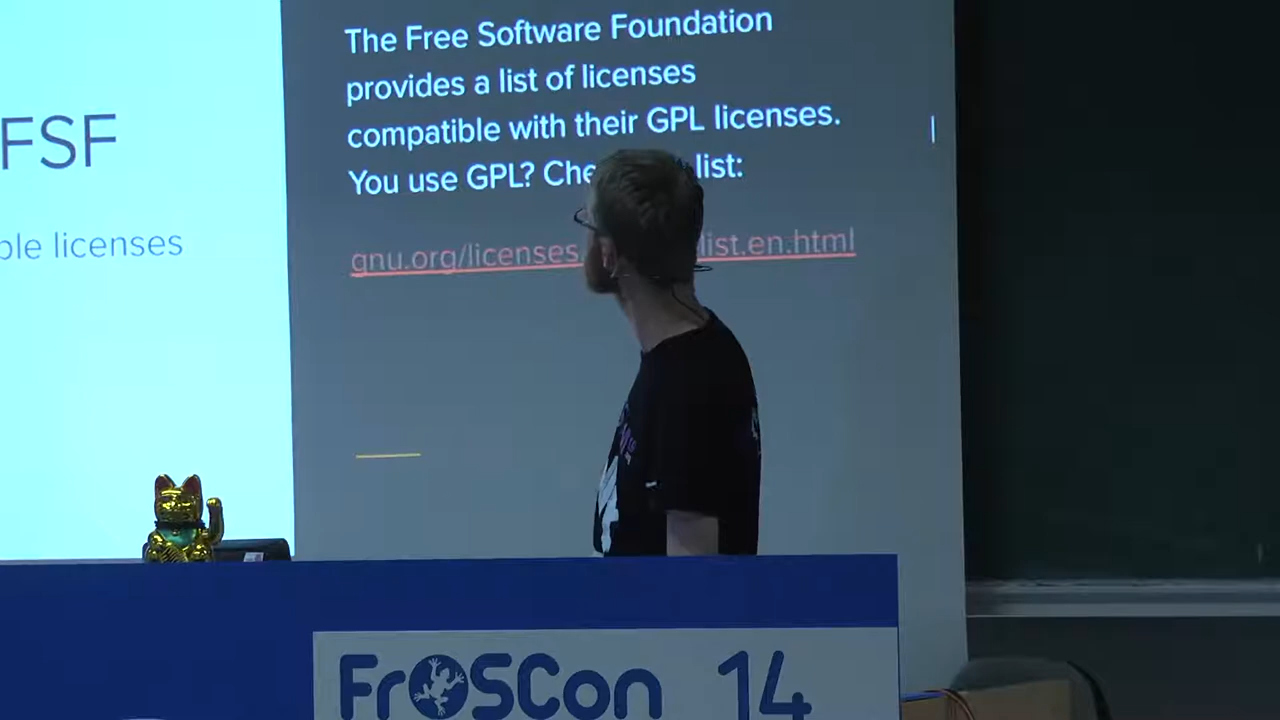 FSF
ble licenses
The Free Software Foundation
provides a list of licenses
compatible with their GPL licenses.
You use GPL? Che list:
gnu.org/licenses list.en.html
FrOSCon 14